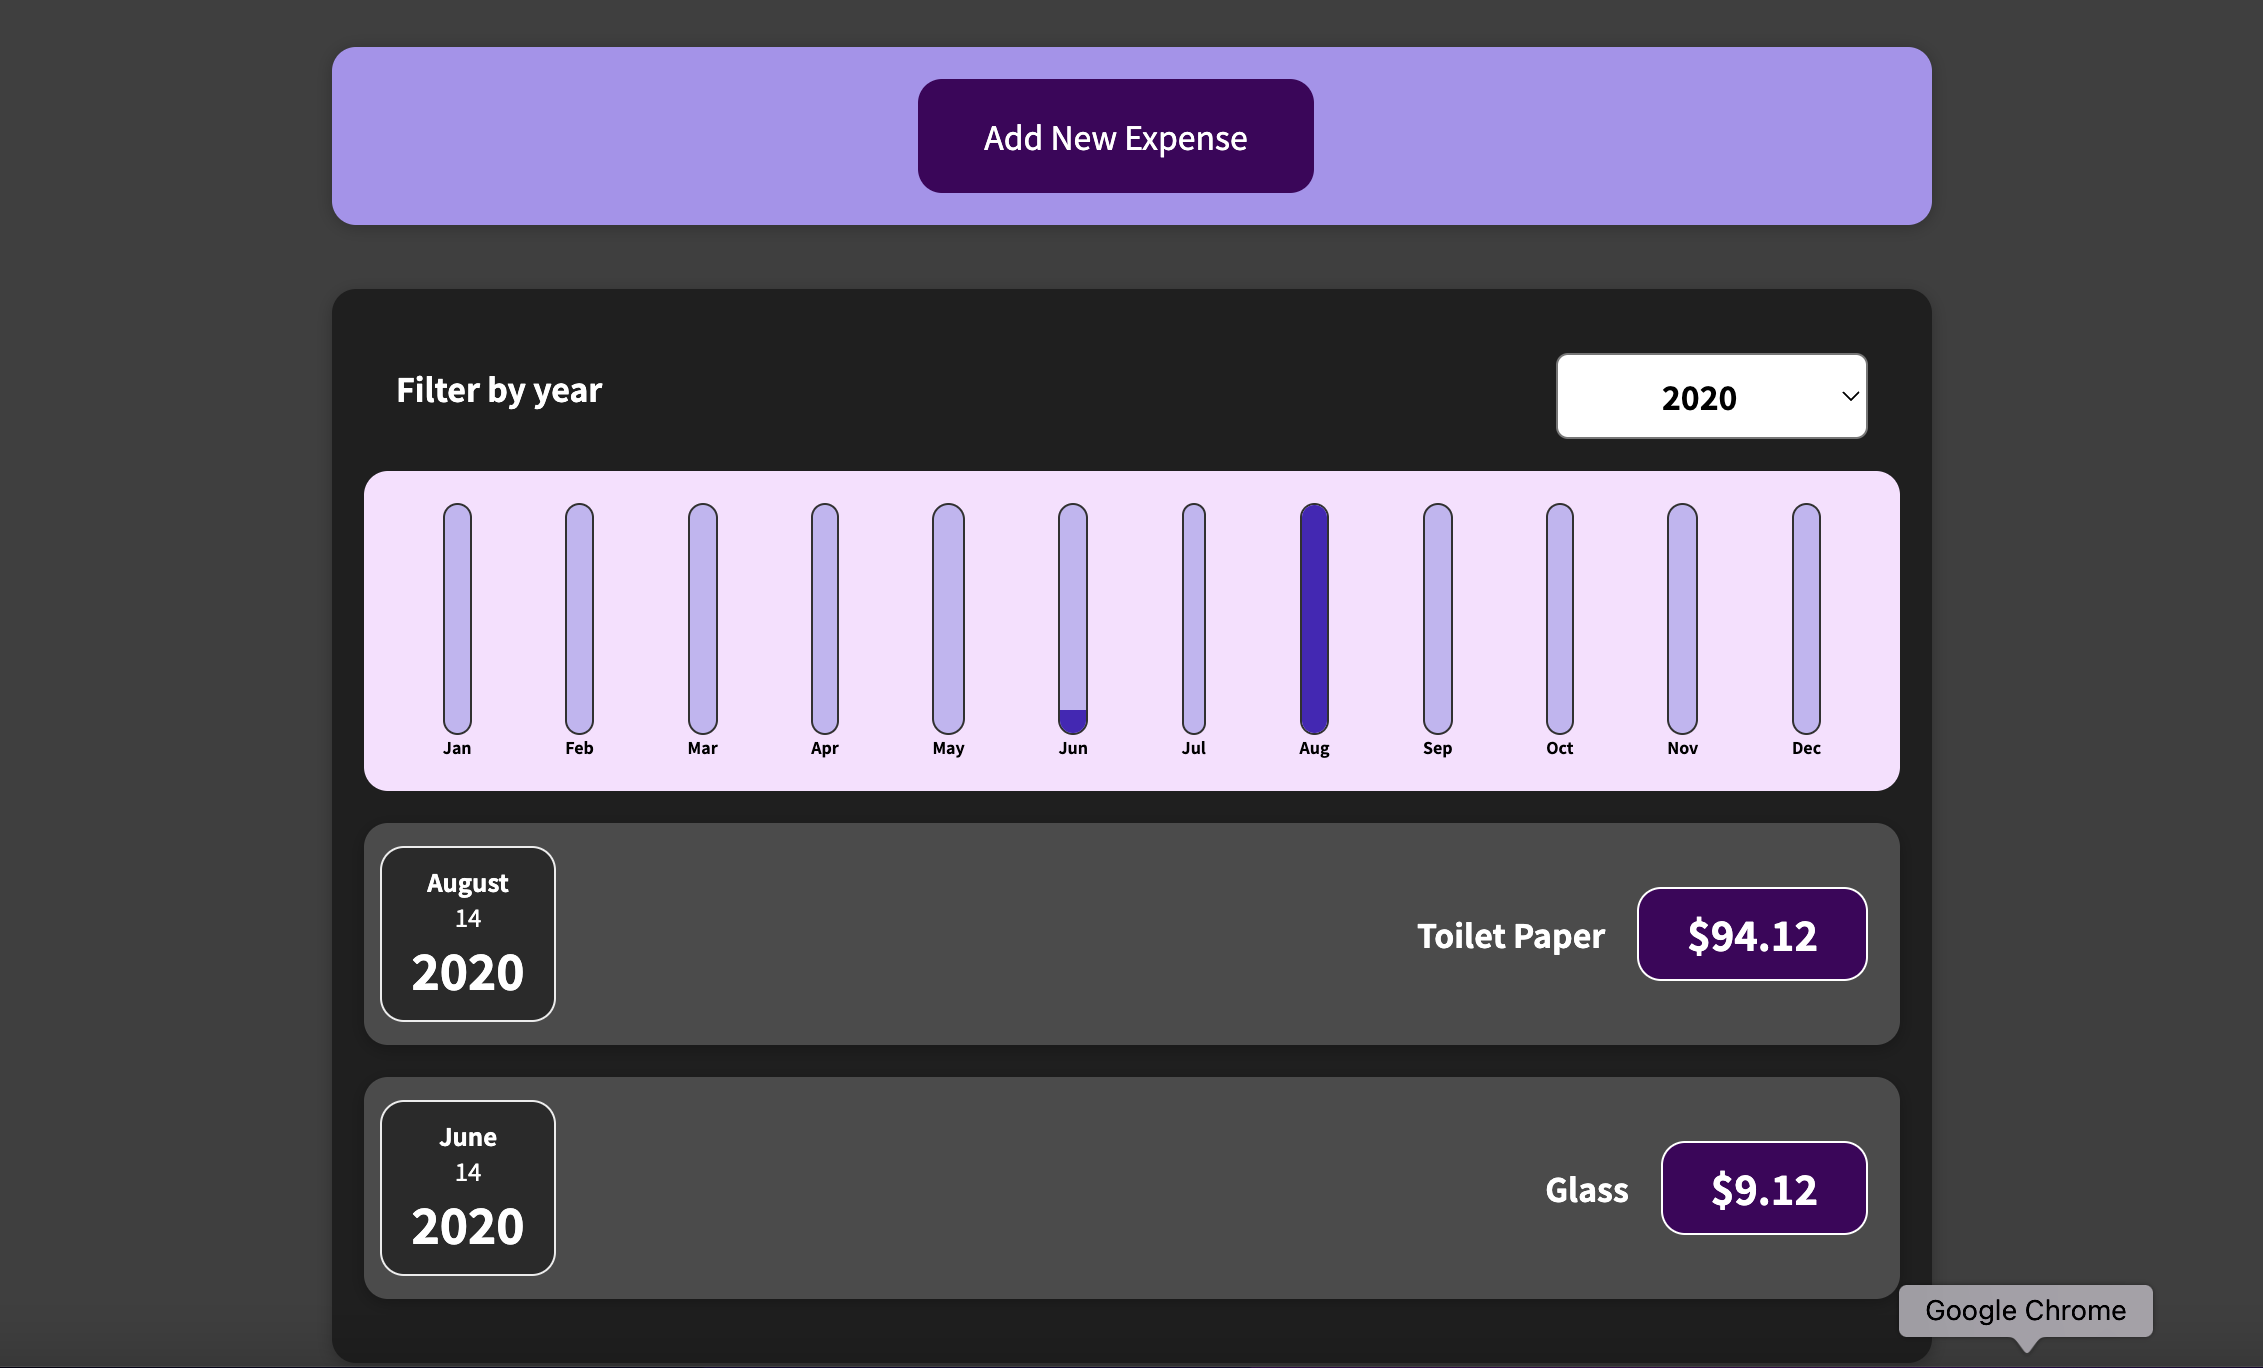 Add New Expense
Filter by year
2020
Jan Feb Mar Apr May Jun Jul Aug Sep Oct Nov Dec
August
14
2020
Toilet Paper
$94.12
June
14
2020
Glass
$9.12
Google Chrome